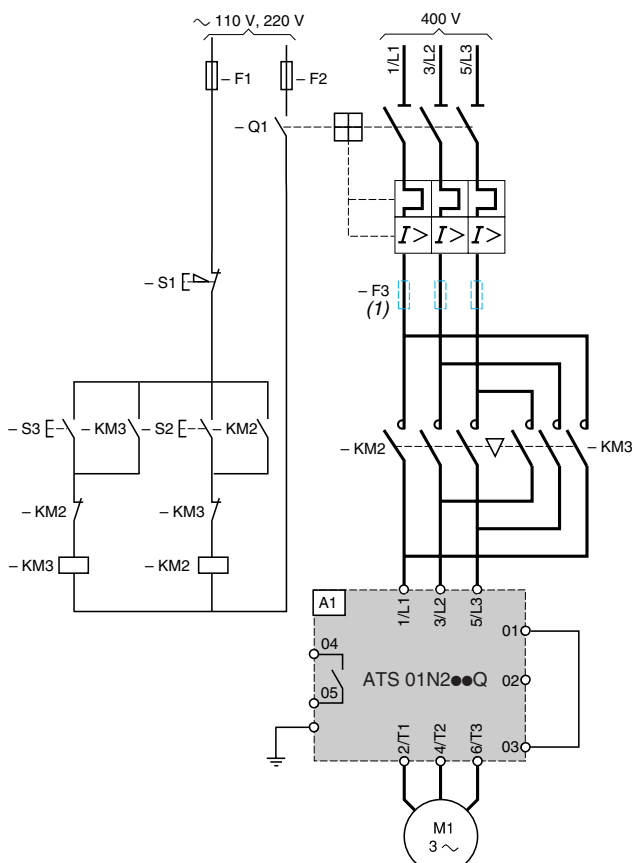 ~ 110 V, 220 V
400 V
1/L1
3/L2
5/L3
– F1
– F2
– Q1
I>
I>
I>
– S1
– F3
(1)
– S3
– KM3
– S2
– KM2
– KM2
– KM3
– KM2
– KM3
– KM3
– KM2
A1
1/L1
3/L2
5/L3
04
01
ATS 01N2●●Q
02
05
03
2/T1
4/T2
6/T3
M1
3 ~